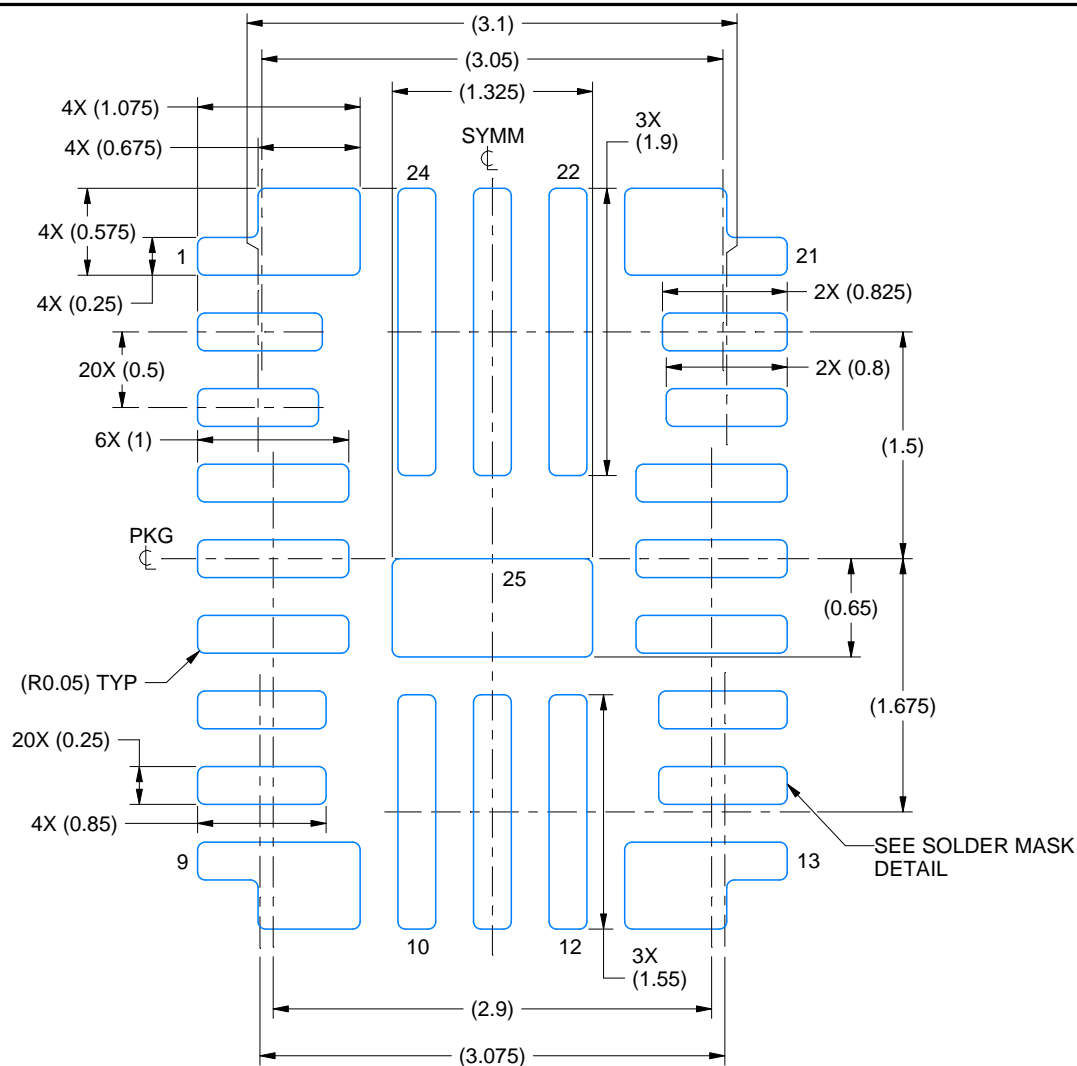 (3.1)
(3.05)
(1.325)
4X (1.075)
3X
(1.9)
SYMM
℄
4X (0.675)
24
22
4X (0.575)
1
21
4X (0.25)
2X (0.825)
20X (0.5)
2X (0.8)
6X (1)
(1.5)
PKG
℄
25
(0.65)
(R0.05) TYP
(1.675)
20X (0.25)
4X (0.85)
SEE SOLDER MASK
DETAIL
9
13
10
12
3X
(1.55)
(2.9)
(3.075)